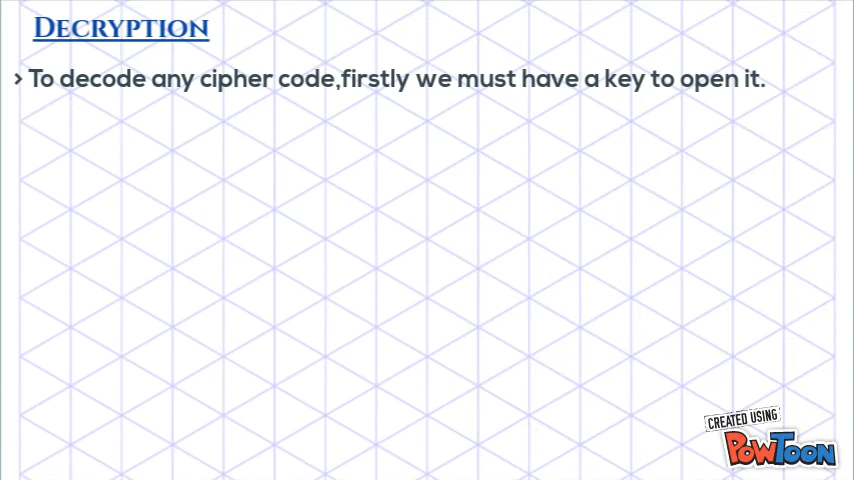 Decryption
› To decode any cipher code,firstly we must have a key to open it.
CREATED USING
PowToon